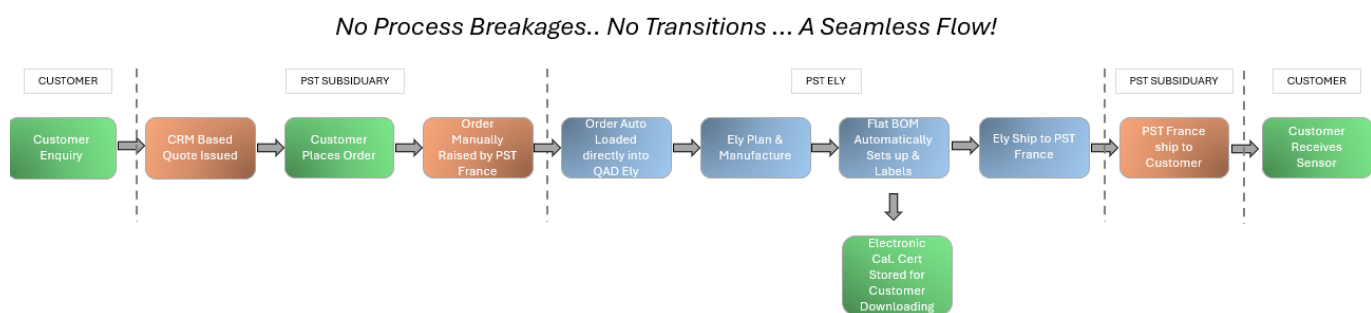 No Process Breakages.. No Transitions ... A Seamless Flow!
CUSTOMER
PST SUBSIDUARY
PST ELY
PST SUBSIDUARY
CUSTOMER
Customer
Enquiry
CRM Based
Quote Issued
Customer
Places Order
Order
Manually
Raised by PST
France
Order Auto
Loaded
directly into
QAD Ely
Ely Plan &
Manufacture
Flat BOM
Automatically
Sets up &
Labels
Ely Ship to PST
France
PST France
ship to
Customer
Customer
Receives
Sensor
Electronic
Cal. Cert
Stored for
Customer
Downloading